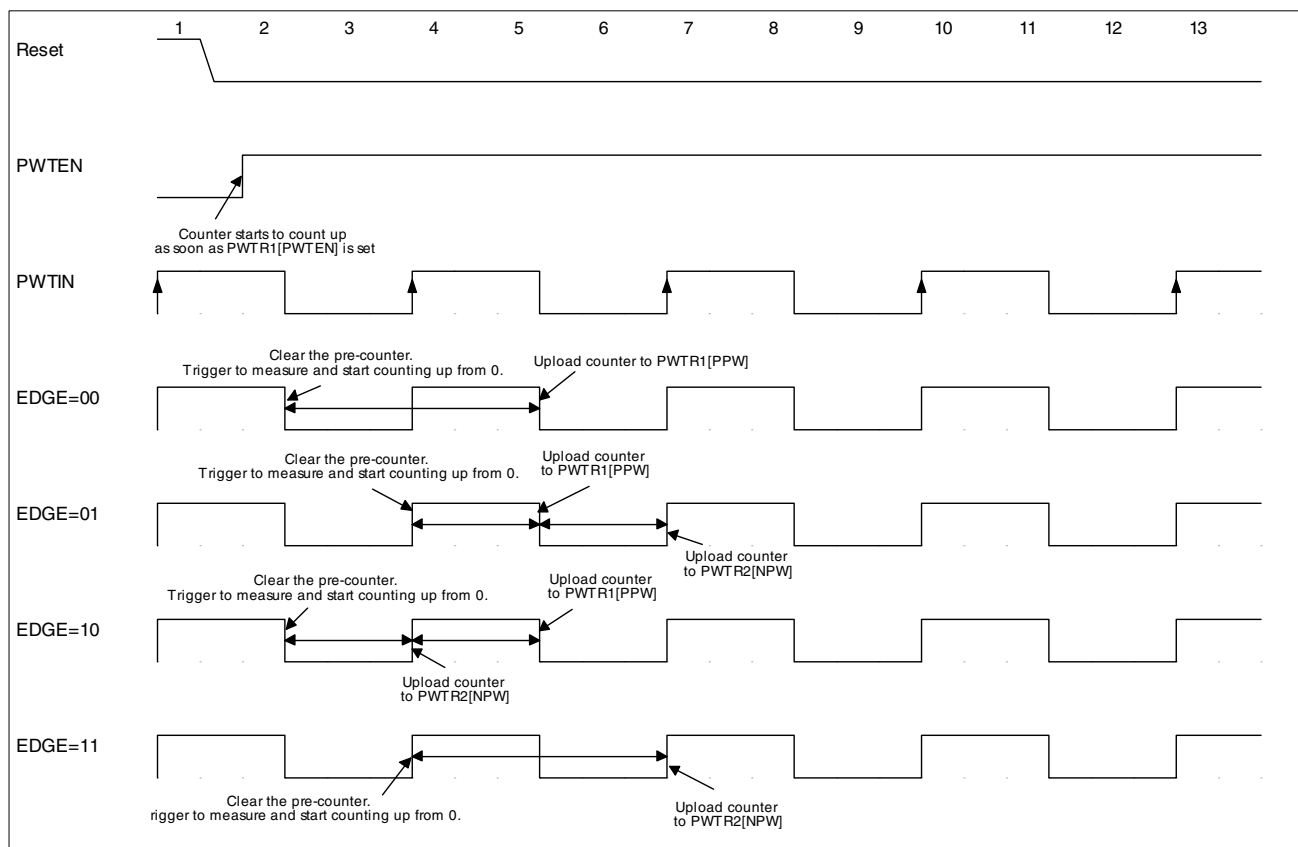 1 2 3 4 5 6 7 8 9 10 11 12 13
Reset
PWTEN
Counter starts to count up
as soon as PWTR1[PWTEN] is set
PWTIN
Clear the pre-counter.
Trigger to measure and start counting up from 0.
Upload counter to PWTR1[PPW]
EDGE=00
Clear the pre-counter.
Trigger to measure and start counting up from 0.
Upload counter
to PWTR1[PPW]
EDGE=01
Upload counter
to PWTR2[NPW]
Clear the pre-counter.
Trigger to measure and start counting up from 0.
Upload counter
to PWTR1[PPW]
EDGE=10
Upload counter
to PWTR2[NPW]
EDGE=11
Clear the pre-counter.
rigger to measure and start counting up from 0.
Upload counter
to PWTR2[NPW]